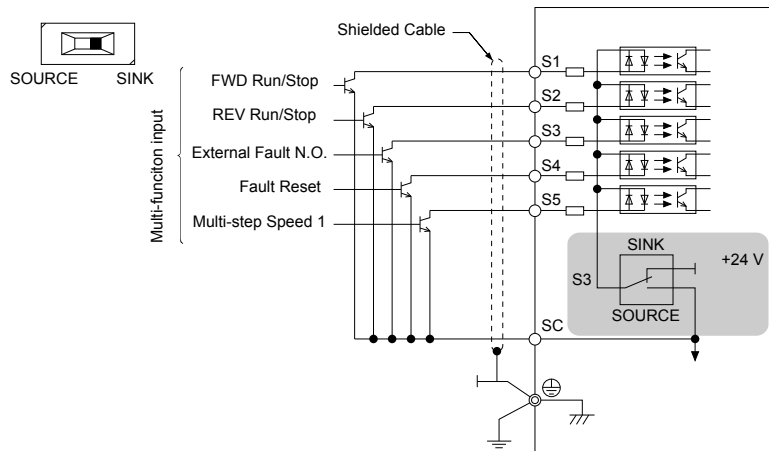 SOURCE SINK
Shielded Cable
Multi-funciton input
FWD Run/Stop
REV Run/Stop
External Fault N.O.
Fault Reset
Multi-step Speed 1
S1
S2
S3
S4
S5
SINK
+24 V
S3
SOURCE
SC